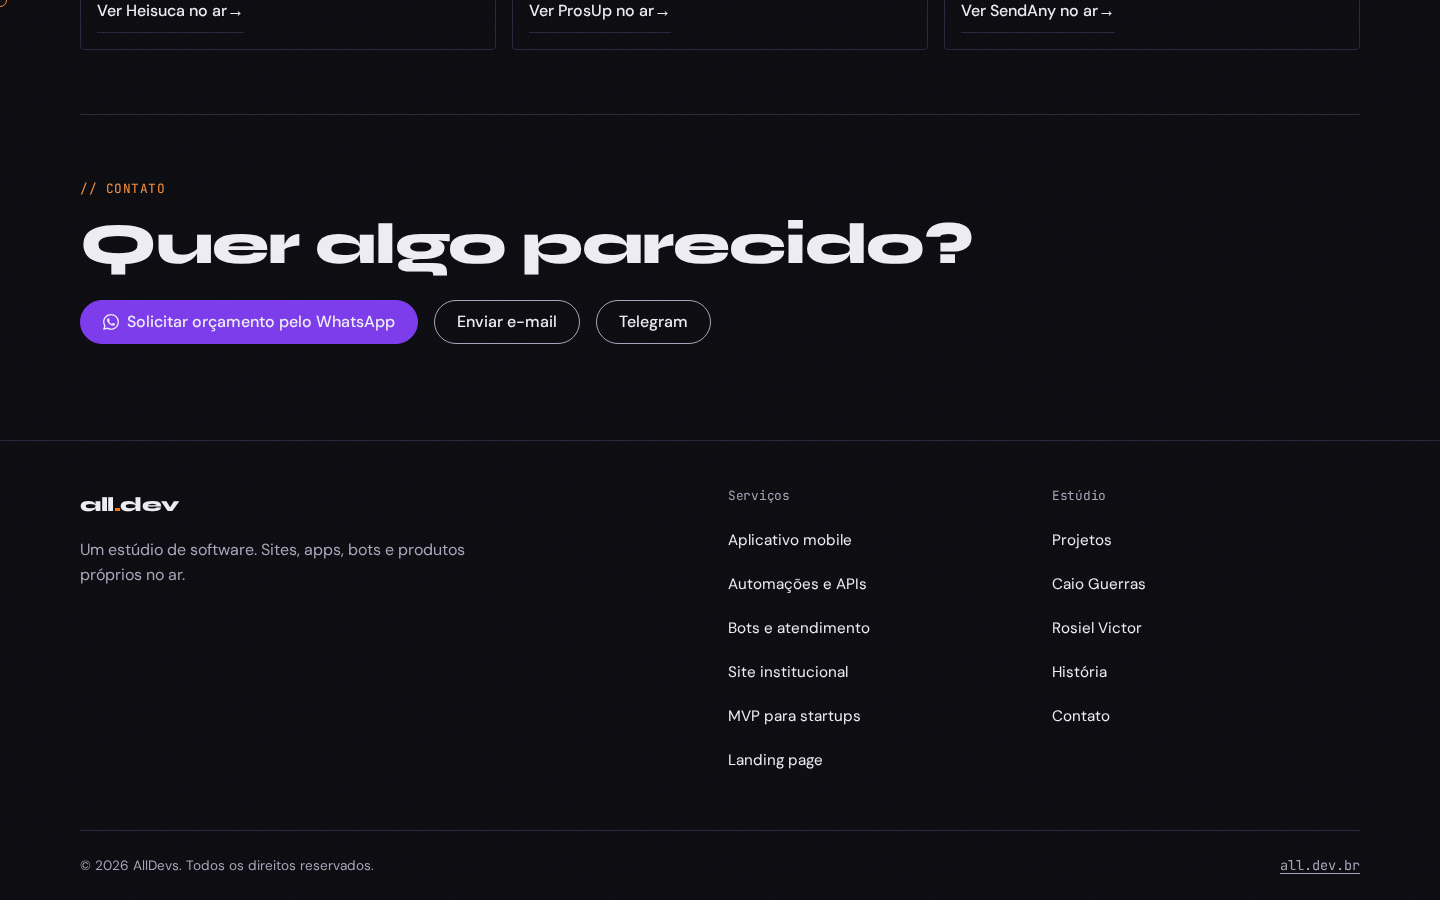 Ver Heisuca no ar→
Ver ProsUp no ar→
Ver SendAny no ar→
// CONTATO
Quer algo parecido?
Solicitar orçamento pelo WhatsApp
Enviar e-mail
Telegram
all.dev
Um estúdio de software. Sites, apps, bots e produtos
próprios no ar.
Serviços
Aplicativo mobile
Automações e APIs
Bots e atendimento
Site institucional
MVP para startups
Landing page
Estúdio
Projetos
Caio Guerras
Rosiel Victor
História
Contato
© 2026 AllDevs. Todos os direitos reservados.
all.dev.br